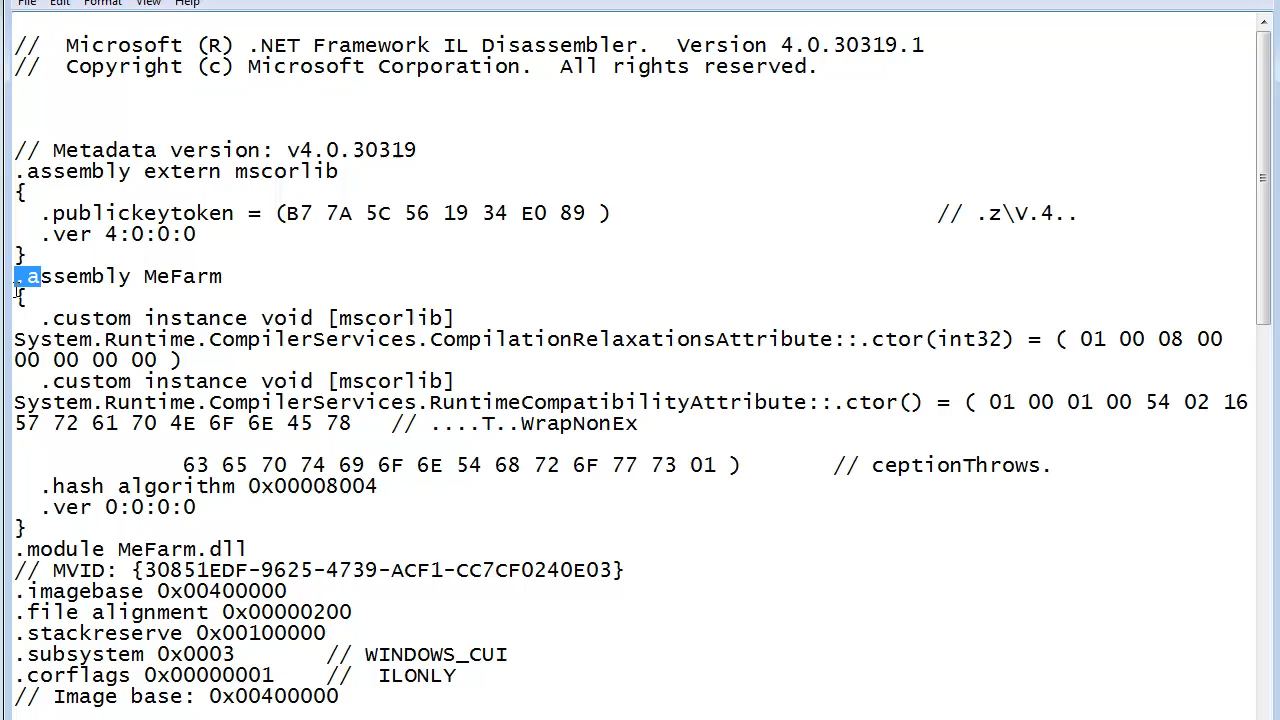 File Edit Format View Help
//  Microsoft (R) .NET Framework IL Disassembler.  Version 4.0.30319.1
//  Copyright (c) Microsoft Corporation.  All rights reserved.
// Metadata version: v4.0.30319
.assembly extern mscorlib
{
  .publickeytoken = (B7 7A 5C 56 19 34 E0 89 )                         // .z\V.4..
  .ver 4:0:0:0
}
.assembly MeFarm
{
  .custom instance void [mscorlib]
System.Runtime.CompilerServices.CompilationRelaxationsAttribute::.ctor(int32) = ( 01 00 08 00
00 00 00 00 )
  .custom instance void [mscorlib]
System.Runtime.CompilerServices.RuntimeCompatibilityAttribute::.ctor() = ( 01 00 01 00 54 02 16
57 72 61 70 4E 6F 6E 45 78   // ....T..WrapNonEx
             63 65 70 74 69 6F 6E 54 68 72 6F 77 73 01 )       // ceptionThrows.
  .hash algorithm 0x00008004
  .ver 0:0:0:0
}
.module MeFarm.dll
// MVID: {30851EDF-9625-4739-ACF1-CC7CF0240E03}
.imagebase 0x00400000
.file alignment 0x00000200
.stackreserve 0x00100000
.subsystem 0x0003       // WINDOWS_CUI
.corflags 0x00000001    //  ILONLY
// Image base: 0x00400000